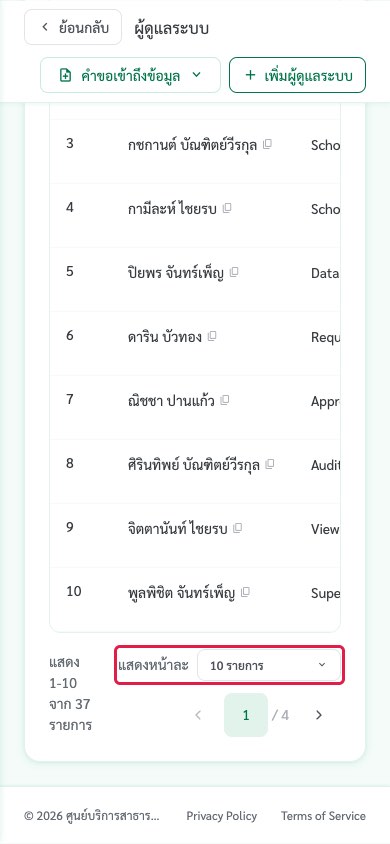 ย้อนกลับ ผู้ดูแลระบบ
คำขอเข้าถึงข้อมูล + เพิ่มผู้ดูแลระบบ
3 กชกานต์ บัณฑิตย์วีรกุล Scho
4 กามีละห์ ไชยรบ Scho
5 ปิยพร จันทร์เพ็ญ Data
6 ดาริน บัวทอง Requ
7 ณิชชา ปานแก้ว Appr
8 ศิรินทิพย์ บัณฑิตย์วีรกุล Audit
9 จิตตานันท์ ไชยรบ View
10 พูลพิชิต จันทร์เพ็ญ Supe
แสดง
1-10
จาก 37
รายการ
แสดงหน้าละ 10 รายการ
1 / 4
© 2026 ศูนย์บริการสาธาร... Privacy Policy Terms of Service